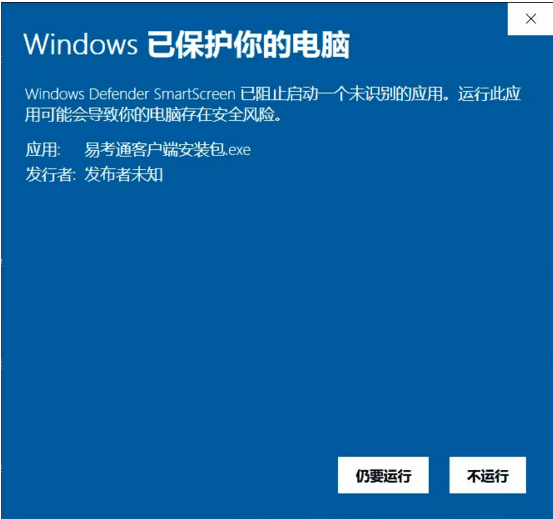 Windows 已保护你的电脑
Windows Defender SmartScreen 已阻止启动一个未识别的应用。运行此应
用可能会导致你的电脑存在安全风险。
应用: 易考通客户端安装包.exe
发行者: 发布者未知
仍要运行 不运行